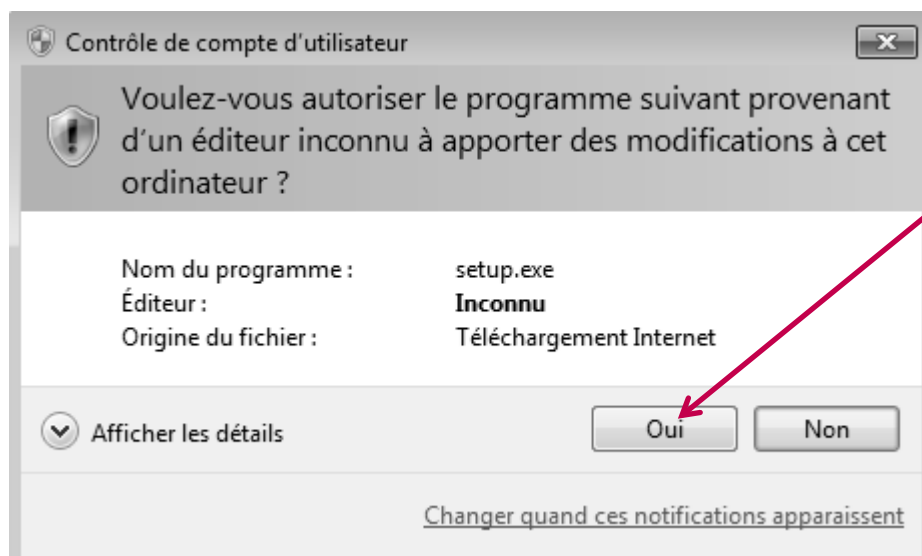 Contrôle de compte d'utilisateur
Voulez-vous autoriser le programme suivant provenant
d'un éditeur inconnu à apporter des modifications à cet
ordinateur ?
Nom du programme : setup.exe
Éditeur : Inconnu
Origine du fichier : Téléchargement Internet
Afficher les détails Oui Non
Changer quand ces notifications apparaissent